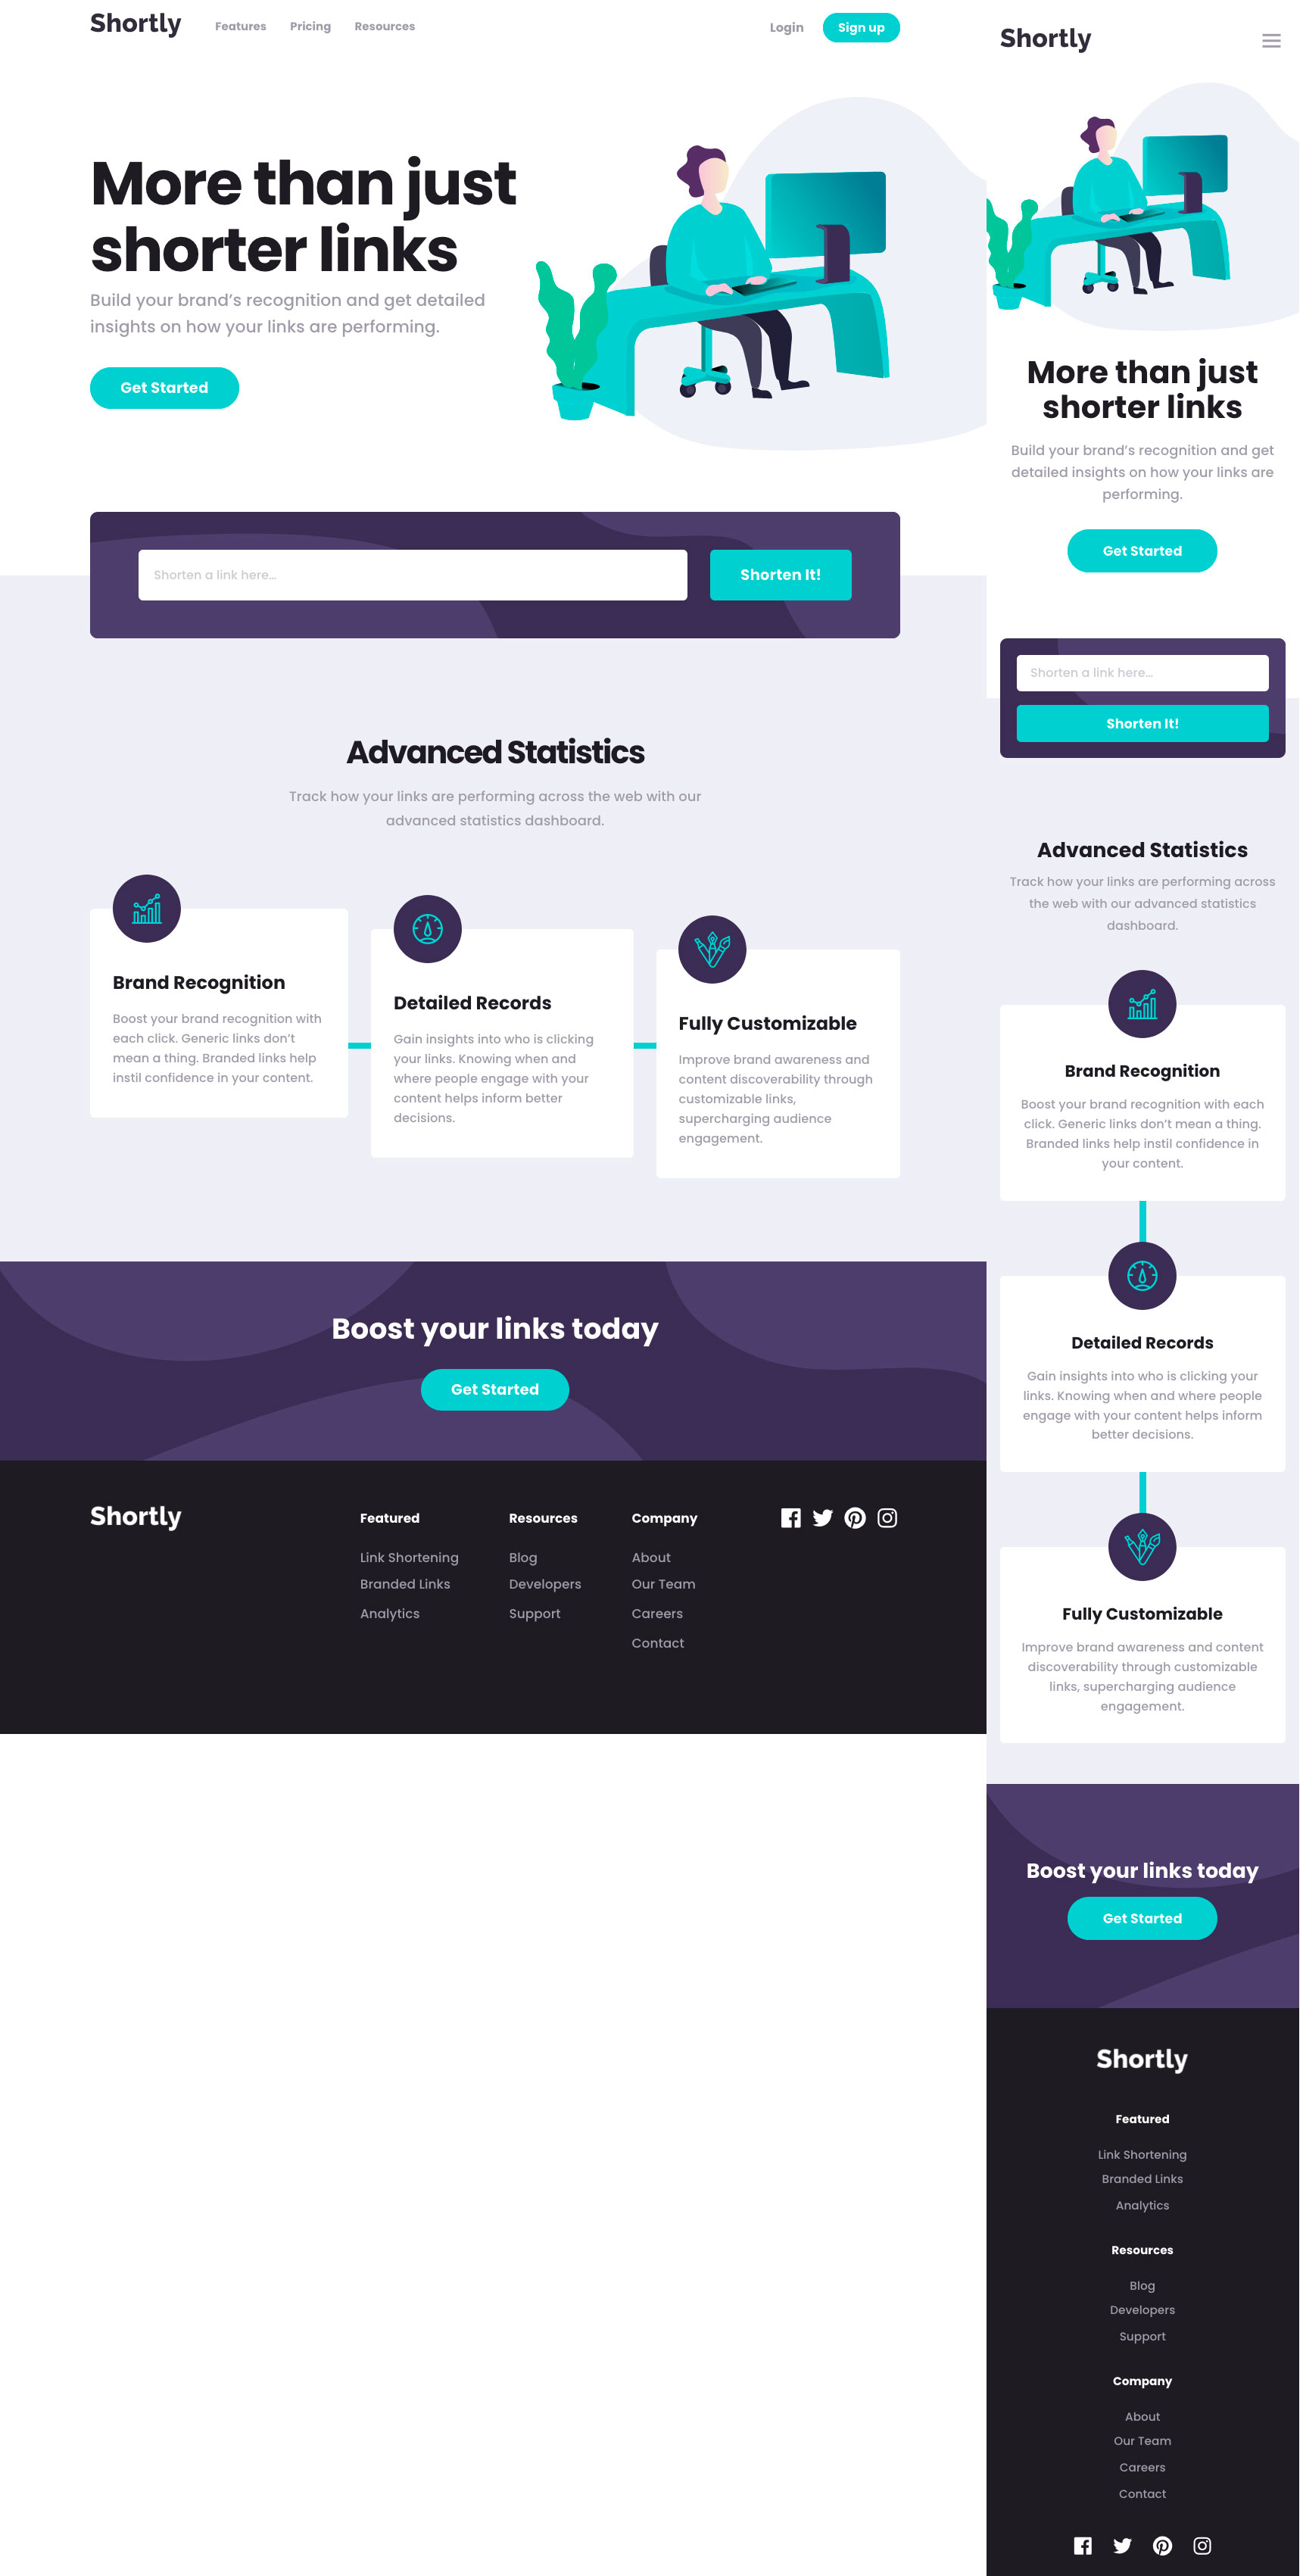 Shortly
Features Pricing Resources
Login Sign up
More than just
shorter links
Build your brand’s recognition and get detailed
insights on how your links are performing.
Get Started
Shorten a link here...
Shorten It!
Advanced Statistics
Track how your links are performing across the web with our
advanced statistics dashboard.
Brand Recognition
Boost your brand recognition with
each click. Generic links don’t
mean a thing. Branded links help
instil confidence in your content.
Detailed Records
Gain insights into who is clicking
your links. Knowing when and
where people engage with your
content helps inform better
decisions.
Fully Customizable
Improve brand awareness and
content discoverability through
customizable links,
supercharging audience
engagement.
Boost your links today
Get Started
Shortly
Featured
Link Shortening
Branded Links
Analytics
Resources
Blog
Developers
Support
Company
About
Our Team
Careers
Contact
Shortly
More than just
shorter links
Build your brand’s recognition and get
detailed insights on how your links are
performing.
Get Started
Shorten a link here...
Shorten It!
Advanced Statistics
Track how your links are performing across
the web with our advanced statistics
dashboard.
Brand Recognition
Boost your brand recognition with each
click. Generic links don’t mean a thing.
Branded links help instil confidence in
your content.
Detailed Records
Gain insights into who is clicking your
links. Knowing when and where people
engage with your content helps inform
better decisions.
Fully Customizable
Improve brand awareness and content
discoverability through customizable
links, supercharging audience
engagement.
Boost your links today
Get Started
Shortly
Featured
Link Shortening
Branded Links
Analytics
Resources
Blog
Developers
Support
Company
About
Our Team
Careers
Contact